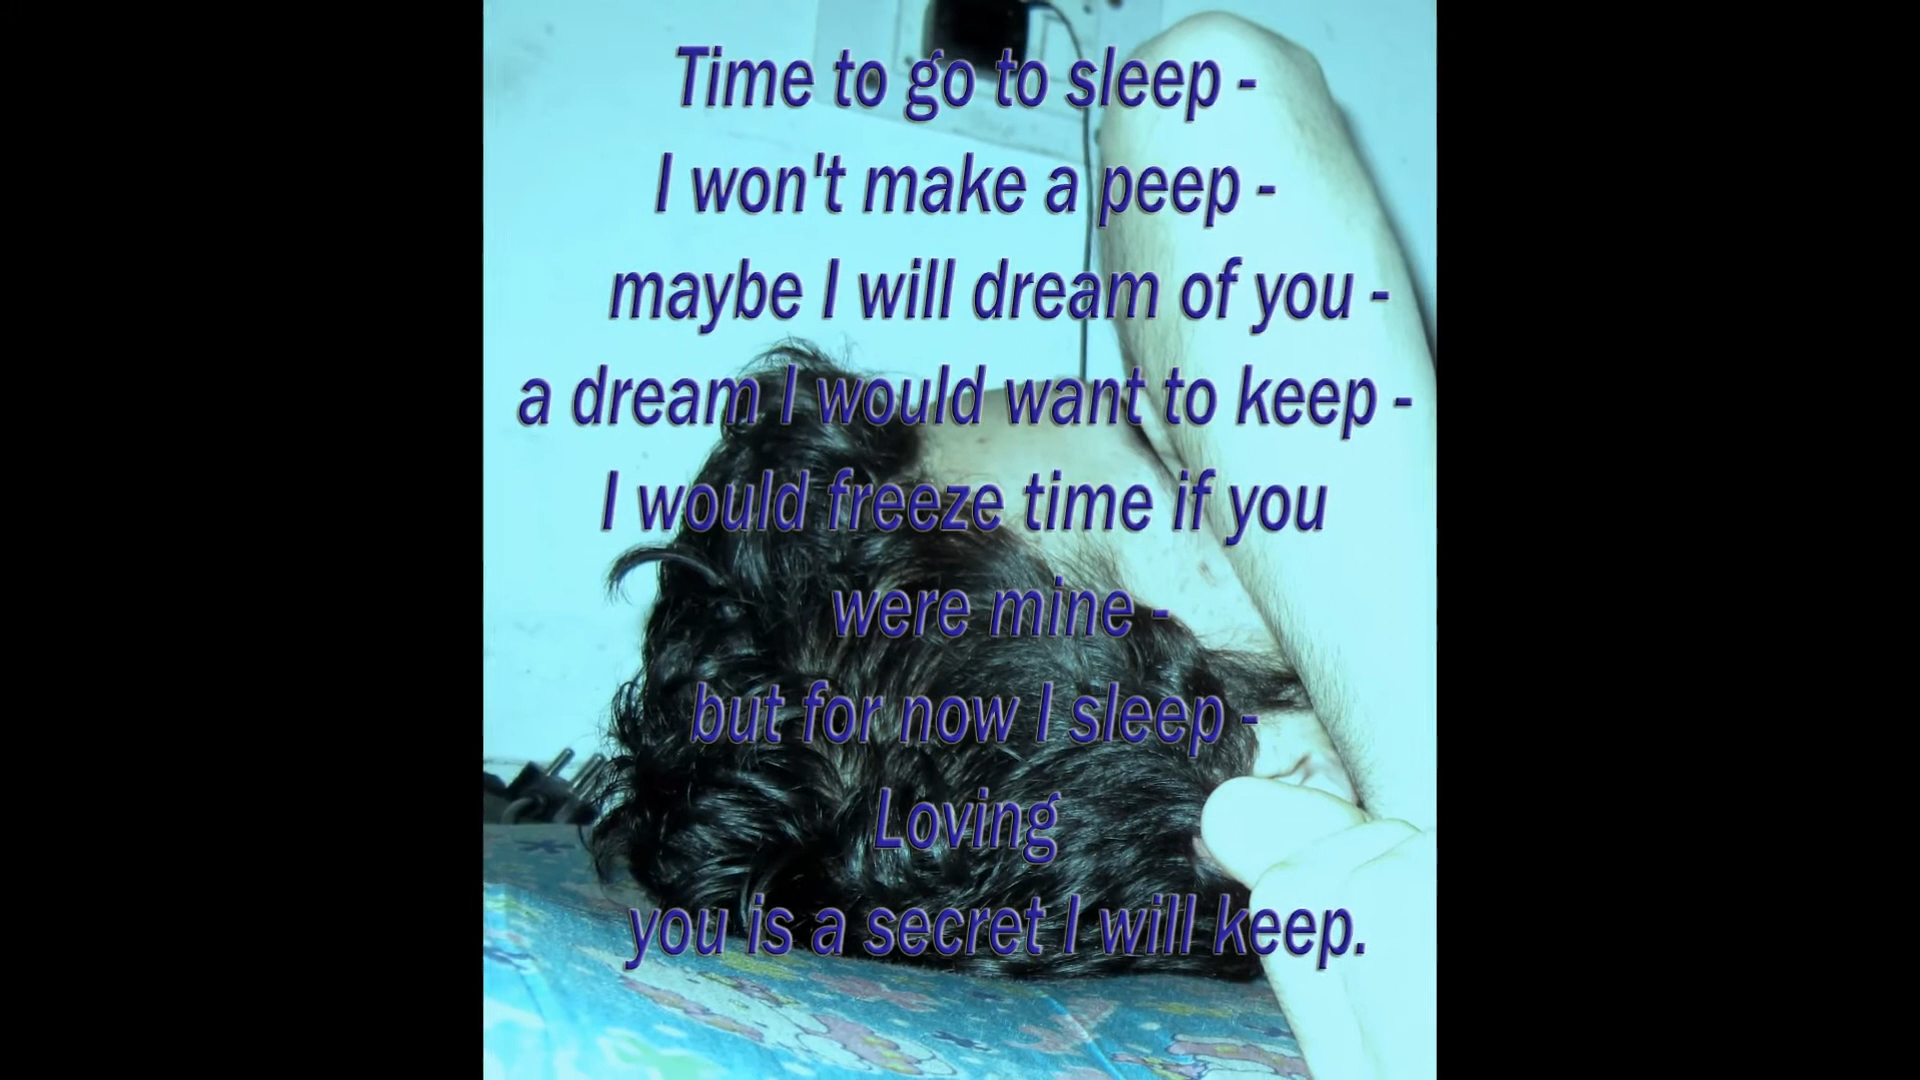 Time to go to sleep -
I won't make a peep -
maybe I will dream of you -
a dream I would want to keep -
I would freeze time if you
were mine -
but for now I sleep -
Loving
you is a secret I will keep.